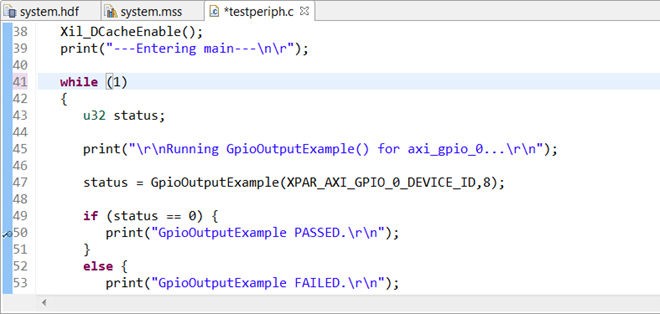 system.hdf system.mss *testperiph.c
38 Xil_DCacheEnable();
39 print("---Entering main---\n\r");
40
41 while (1)
42 {
43 u32 status;
44
45 print("\r\nRunning GpioOutputExample() for axi_gpio_0...\r\n");
46
47 status = GpioOutputExample(XPAR_AXI_GPIO_0_DEVICE_ID,8);
48
49 if (status == 0) {
50 print("GpioOutputExample PASSED.\r\n");
51 }
52 else {
53 print("GpioOutputExample FAILED.\r\n");